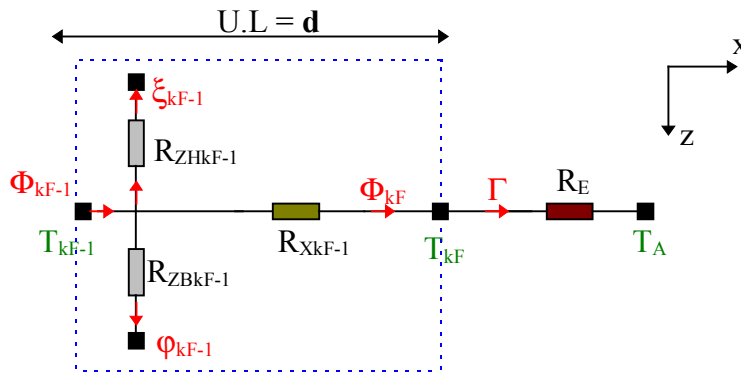 U.L = d
x
z
ξkF-1
RZHkF-1
ΦkF-1
ΦkF
Γ
RE
TkF-1
RXkF-1
TkF
TA
RZBkF-1
φkF-1